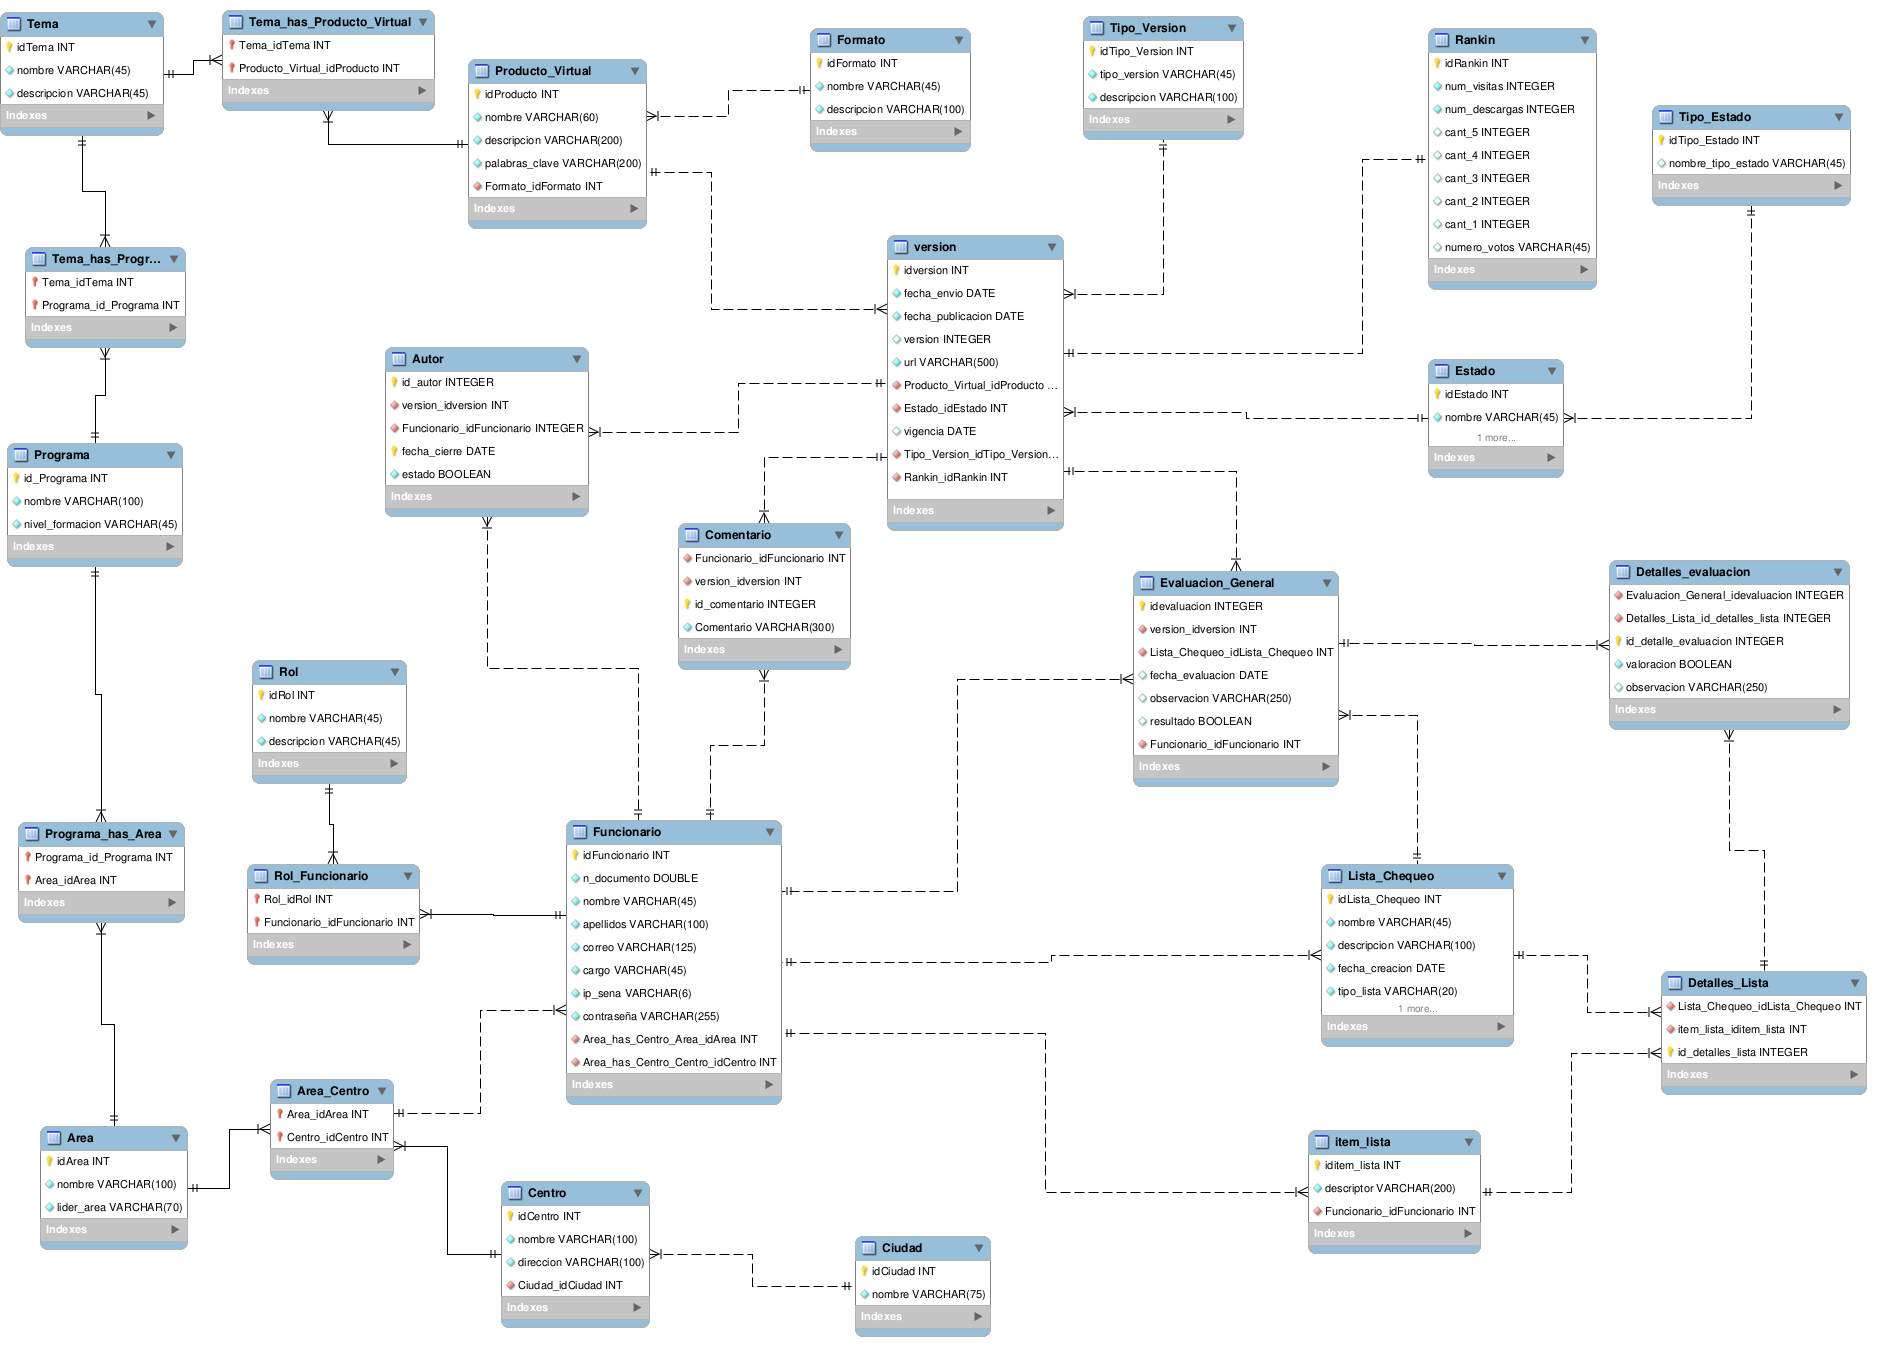 Tema
idTema INT
nombre VARCHAR(45)
descripcion VARCHAR(45)
Indexes
Tema_has_Producto_Virtual
Tema_idTema INT
Producto_Virtual_idProducto INT
Indexes
Producto_Virtual
idProducto INT
nombre VARCHAR(60)
descripcion VARCHAR(200)
palabras_clave VARCHAR(200)
Formato_idFormato INT
Indexes
Formato
idFormato INT
nombre VARCHAR(45)
descripcion VARCHAR(100)
Indexes
Tipo_Version
idTipo_Version INT
tipo_version VARCHAR(45)
descripcion VARCHAR(100)
Indexes
Rankin
idRankin INT
num_visitas INTEGER
num_descargas INTEGER
cant_5 INTEGER
cant_4 INTEGER
cant_3 INTEGER
cant_2 INTEGER
cant_1 INTEGER
numero_votos VARCHAR(45)
Indexes
Tipo_Estado
idTipo_Estado INT
nombre_tipo_estado VARCHAR(45)
Indexes
Tema_has_Progr...
Tema_idTema INT
Programa_id_Programa INT
Indexes
version
idversion INT
fecha_envio DATE
fecha_publicacion DATE
version INTEGER
url VARCHAR(500)
Producto_Virtual_idProducto ...
Estado_idEstado INT
vigencia DATE
Tipo_Version_idTipo_Version...
Rankin_idRankin INT
Indexes
Autor
id_autor INTEGER
version_idversion INT
Funcionario_idFuncionario INTEGER
fecha_cierre DATE
estado BOOLEAN
Indexes
Estado
idEstado INT
nombre VARCHAR(45)
1 more...
Indexes
Programa
id_Programa INT
nombre VARCHAR(100)
nivel_formacion VARCHAR(45)
Indexes
Comentario
Funcionario_idFuncionario INT
version_idversion INT
id_comentario INTEGER
Comentario VARCHAR(300)
Indexes
Evaluacion_General
idevaluacion INTEGER
version_idversion INT
Lista_Chequeo_idLista_Chequeo INT
fecha_evaluacion DATE
observacion VARCHAR(250)
resultado BOOLEAN
Funcionario_idFuncionario INT
Indexes
Detalles_evaluacion
Evaluacion_General_idevaluacion INTEGER
Detalles_Lista_id_detalles_lista INTEGER
id_detalle_evaluacion INTEGER
valoracion BOOLEAN
observacion VARCHAR(250)
Indexes
Rol
idRol INT
nombre VARCHAR(45)
descripcion VARCHAR(45)
Indexes
Programa_has_Area
Programa_id_Programa INT
Area_idArea INT
Indexes
Rol_Funcionario
Rol_idRol INT
Funcionario_idFuncionario INT
Indexes
Funcionario
idFuncionario INT
n_documento DOUBLE
nombre VARCHAR(45)
apellidos VARCHAR(100)
correo VARCHAR(125)
cargo VARCHAR(45)
ip_sena VARCHAR(6)
contraseña VARCHAR(255)
Area_has_Centro_Area_idArea INT
Area_has_Centro_Centro_idCentro INT
Indexes
Lista_Chequeo
idLista_Chequeo INT
nombre VARCHAR(45)
descripcion VARCHAR(100)
fecha_creacion DATE
tipo_lista VARCHAR(20)
1 more...
Indexes
Detalles_Lista
Lista_Chequeo_idLista_Chequeo INT
item_lista_iditem_lista INT
id_detalles_lista INTEGER
Indexes
Area_Centro
Area_idArea INT
Centro_idCentro INT
Indexes
Area
idArea INT
nombre VARCHAR(100)
lider_area VARCHAR(70)
Indexes
Centro
idCentro INT
nombre VARCHAR(100)
direccion VARCHAR(100)
Ciudad_idCiudad INT
Indexes
Ciudad
idCiudad INT
nombre VARCHAR(75)
Indexes
item_lista
iditem_lista INT
descriptor VARCHAR(200)
Funcionario_idFuncionario INT
Indexes